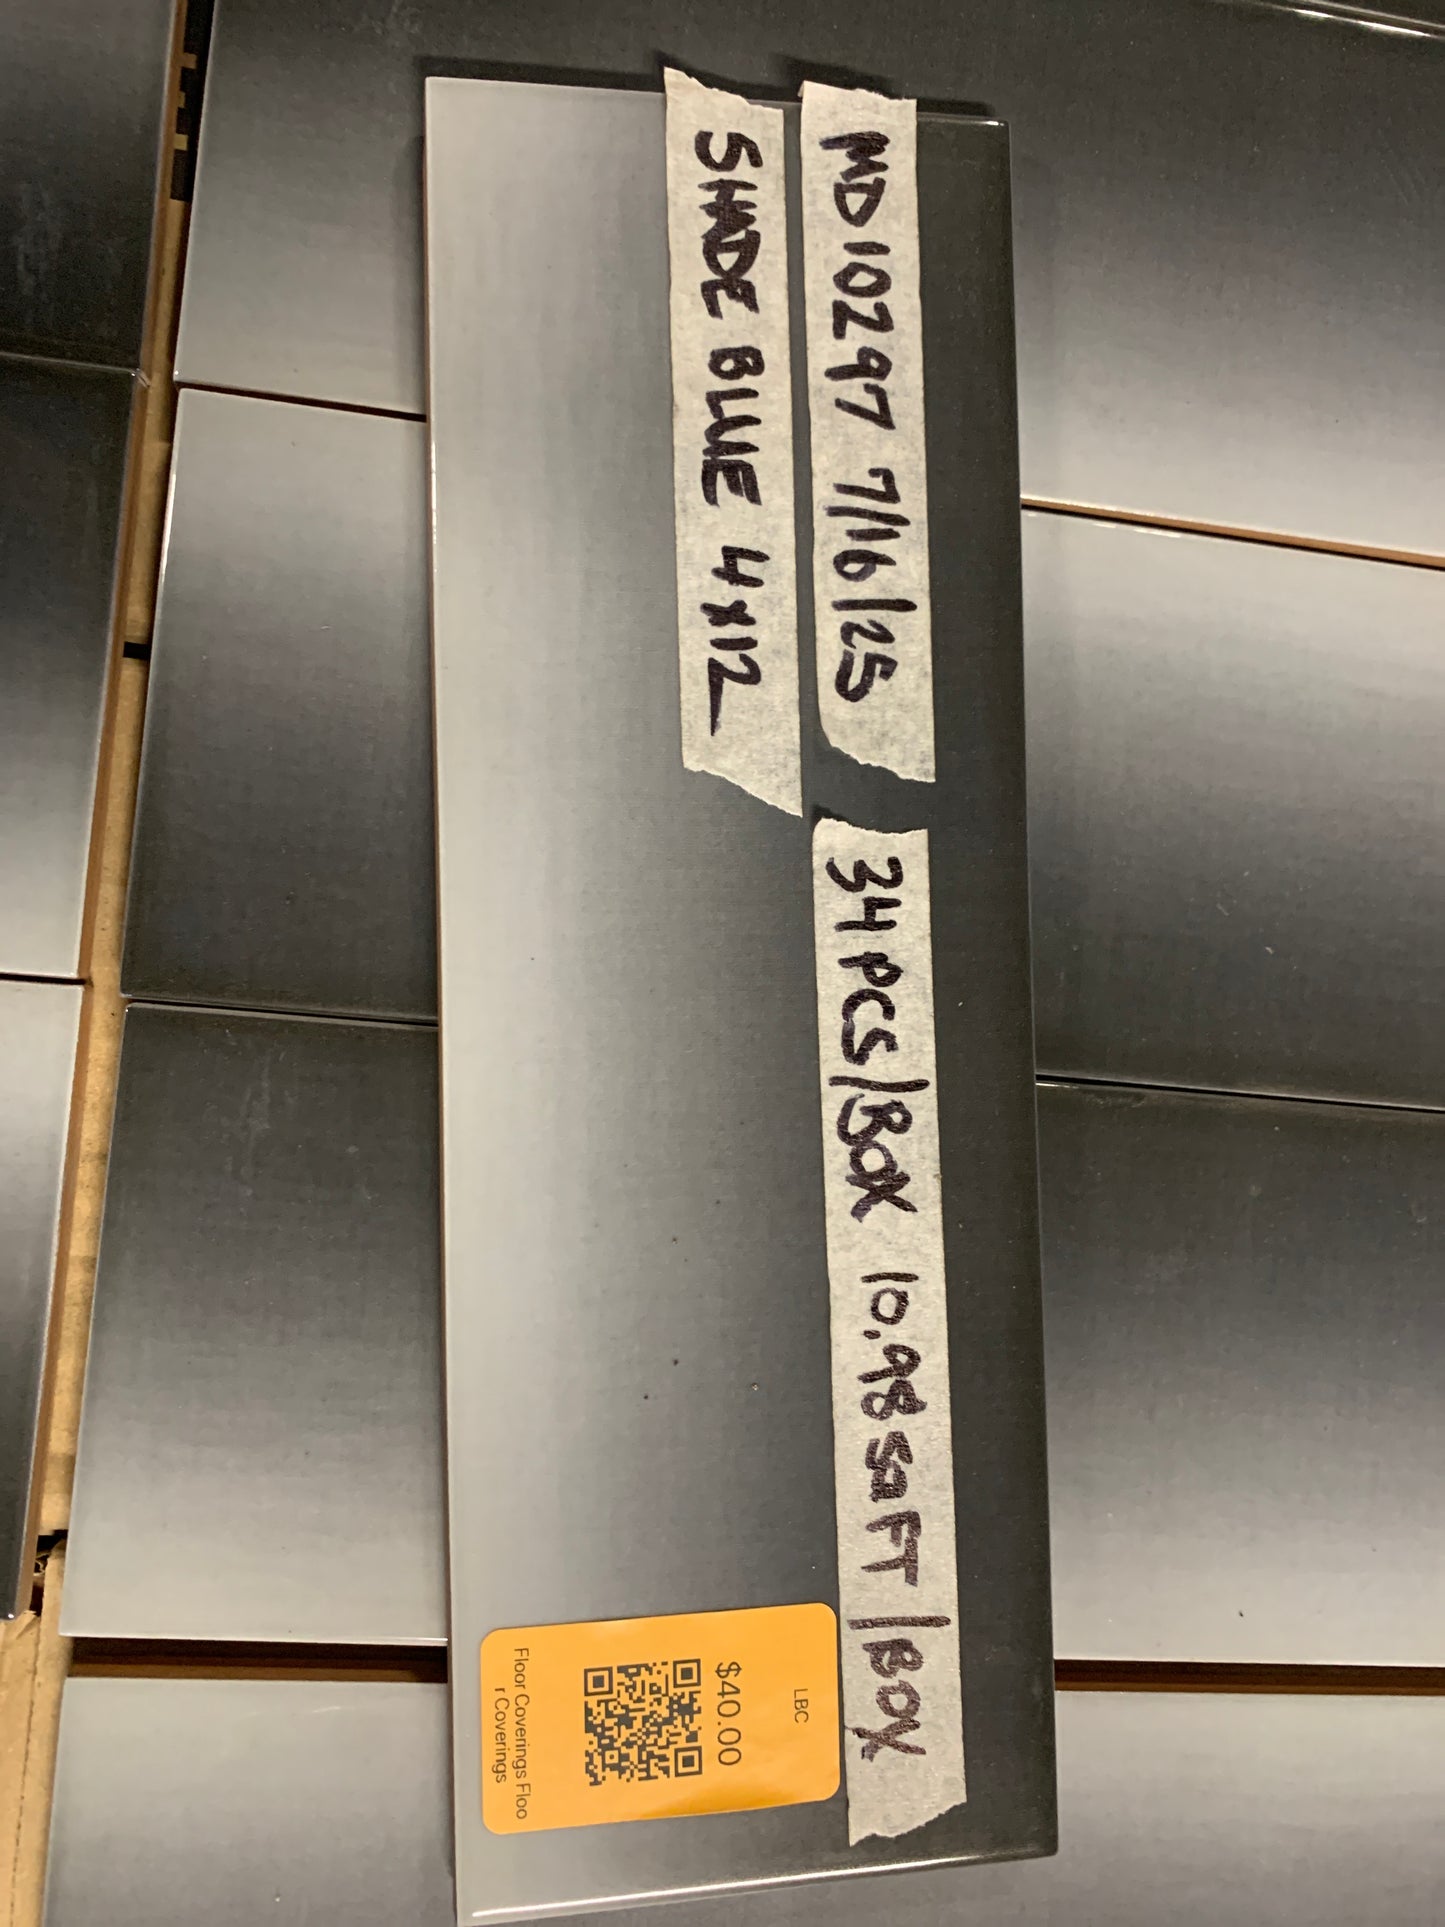 MD10297 7/16/25
SHADE BLUE 4x12
34 PCS/BOX 10.98 SQFT/BOX
LBC
$40.00
Floor Coverings Floo
r Coverings